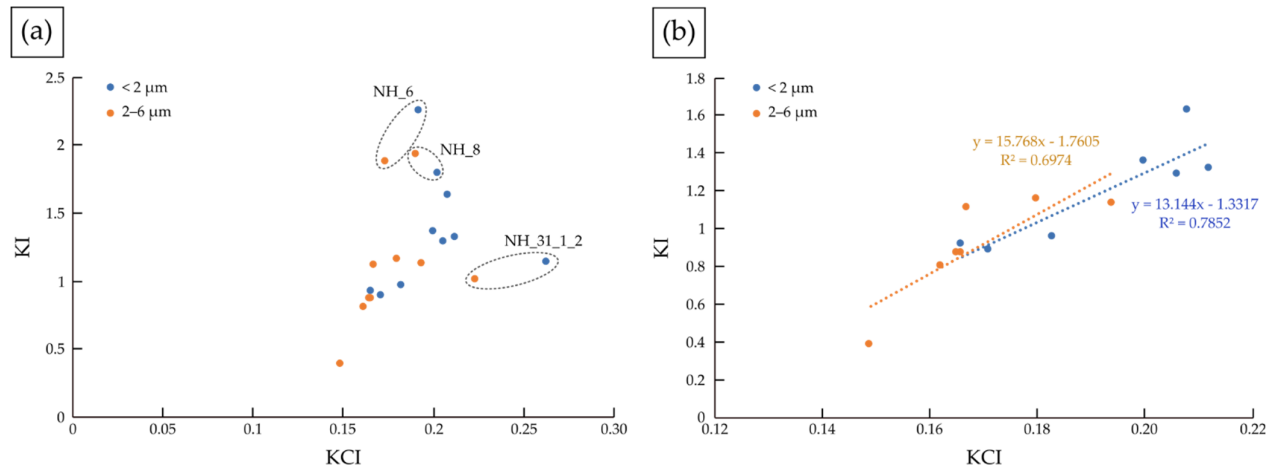 (a)
< 2 µm
2–6 µm
NH_6
NH_8
NH_31_1_2
KI
2.5
2
1.5
1
0.5
0
0
0.05
0.1
0.15
0.2
0.25
0.30
KCI
(b)
< 2 µm
2–6 µm
y = 15.768x - 1.7605
R² = 0.6974
y = 13.144x - 1.3317
R² = 0.7852
KI
1.8
1.6
1.4
1.2
1
0.8
0.6
0.4
0.2
0
0.12
0.14
0.16
0.18
0.20
0.22
KCI